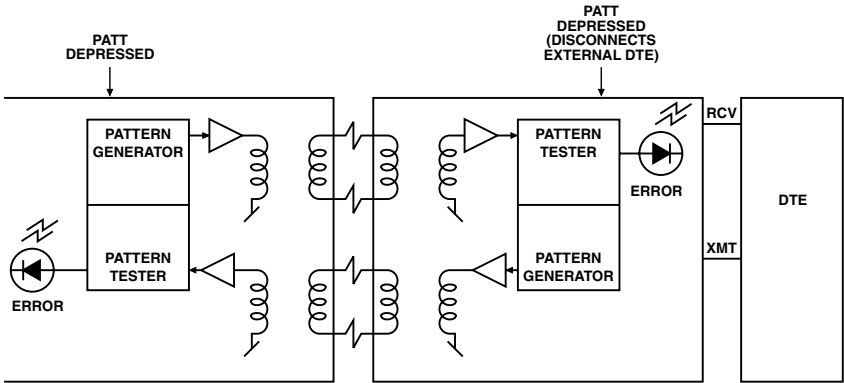 PATT
DEPRESSED
PATT
DEPRESSED
(DISCONNECTS
EXTERNAL DTE)
PATTERN
GENERATOR
PATTERN
TESTER
ERROR
PATTERN
TESTER
ERROR
PATTERN
GENERATOR
RCV
XMT
DTE